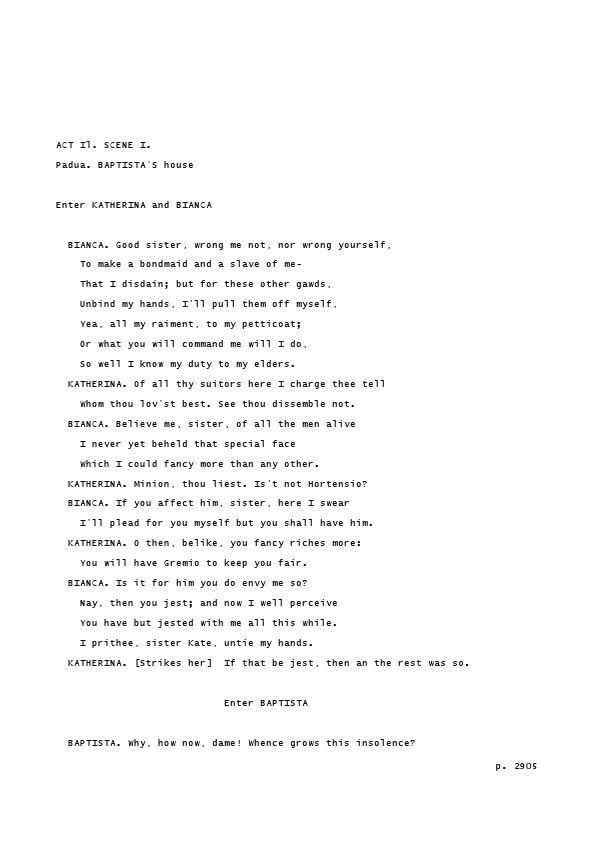 ACT Il. SCENE I.
Padua. BAPTISTA'S house
Enter KATHERINA and BIANCA
BIANCA. Good sister, wrong me not, nor wrong yourself,
To make a bondmaid and a slave of me-
That I disdain; but for these other gawds,
Unbind my hands, I'll pull them off myself,
Yea, all my raiment, to my petticoat;
Or what you will command me will I do,
So well I know my duty to my elders.
KATHERINA. Of all thy suitors here I charge thee tell
Whom thou lov'st best. See thou dissemble not.
BIANCA. Believe me, sister, of all the men alive
I never yet beheld that special face
Which I could fancy more than any other.
KATHERINA. Minion, thou liest. Is't not Hortensio?
BIANCA. If you affect him, sister, here I swear
I'll plead for you myself but you shall have him.
KATHERINA. O then, belike, you fancy riches more:
You will have Gremio to keep you fair.
BIANCA. Is it for him you do envy me so?
Nay, then you jest; and now I well perceive
You have but jested with me all this while.
I prithee, sister Kate, untie my hands.
KATHERINA. [Strikes her]  If that be jest, then an the rest was so.
Enter BAPTISTA
BAPTISTA. Why, how now, dame! Whence grows this insolence?
p. 2905